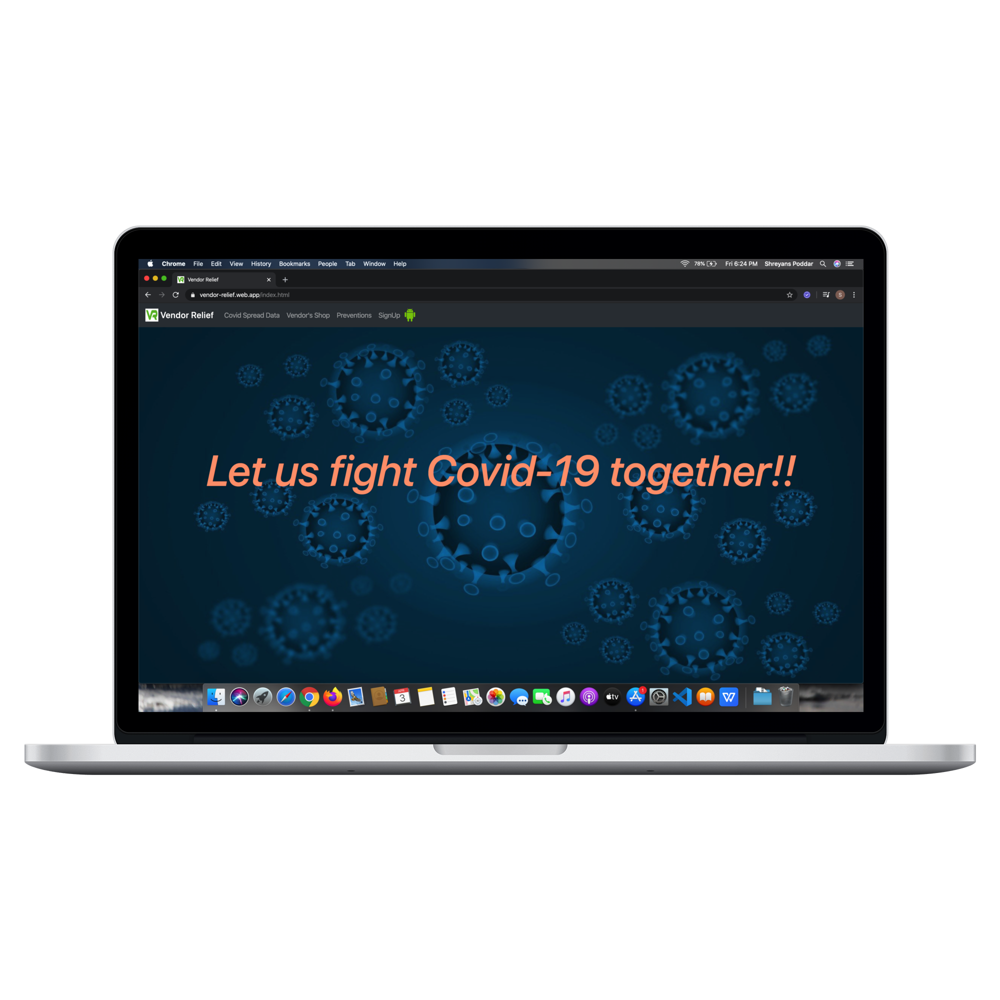 Chrome File Edit View History Bookmarks People Tab Window Help 78% Fri 6:24 PM Shreyans Poddar
Vendor Relief
vendor-relief.web.app/index.html S
VR Vendor Relief Covid Spread Data Vendor's Shop Preventions SignUp
Let us fight Covid-19 together!!
APR
3
tv
1
W